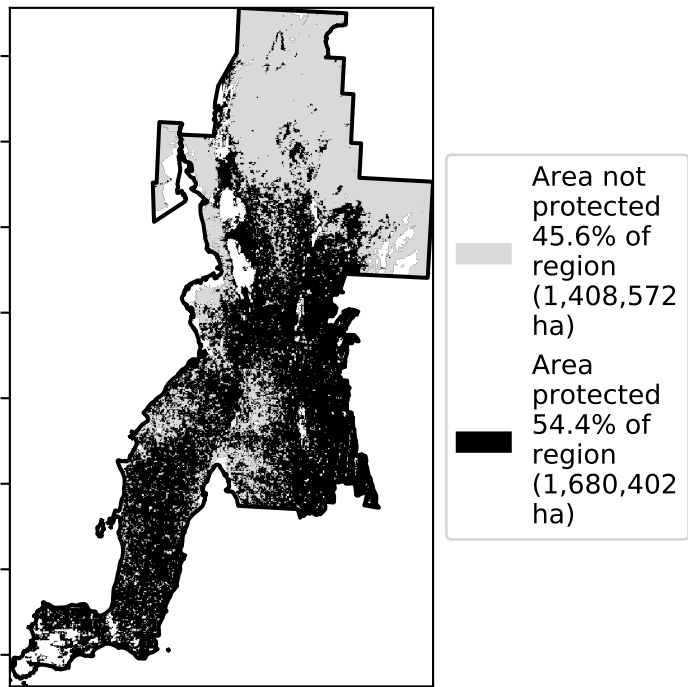 Area not
protected
45.6% of
region
(1,408,572
ha)
Area
protected
54.4% of
region
(1,680,402
ha)